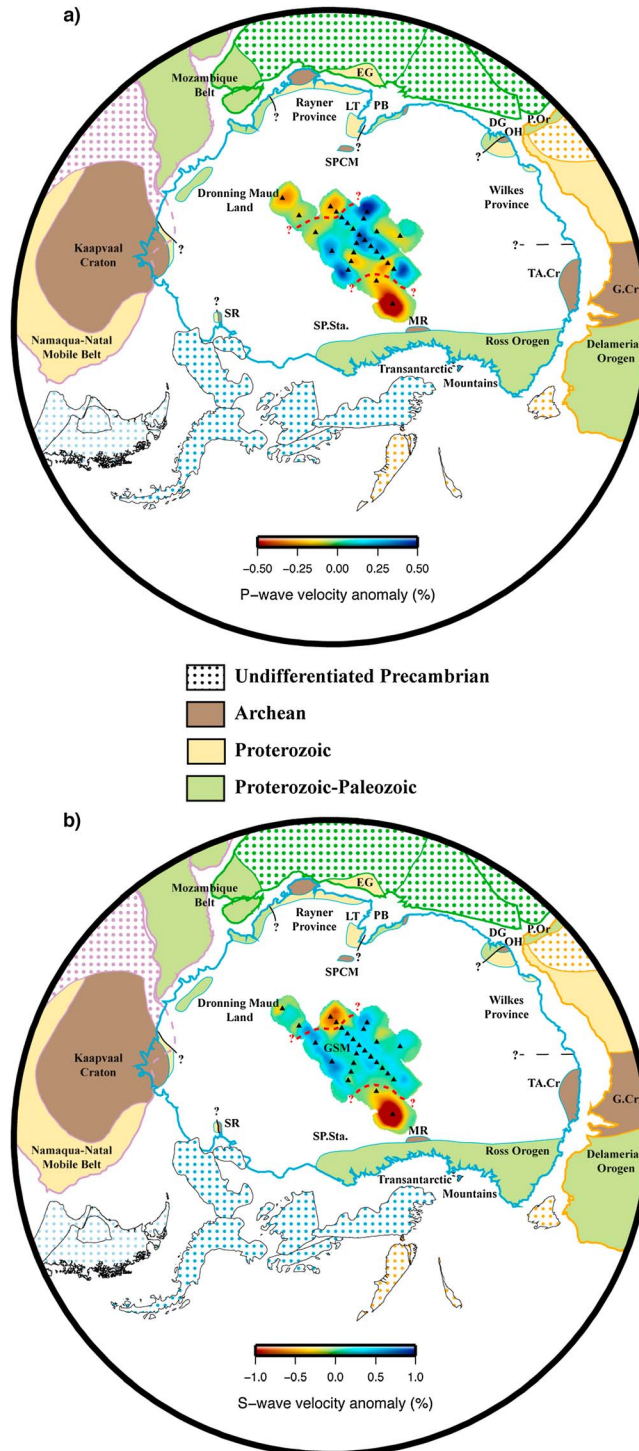 a)
Mozambique
Belt
EG
Rayner
Province
LT
PB
?
?
SPCM
DG
OH
P.Or
?
Dronning Maud
Land
Wilkes
Province
?
?
Kaapvaal
Craton
?
?
TA.Cr
G.Cr
?
?
?
SR
SP.Sta.
MR
Ross Orogen
Namaqua-Natal
Mobile Belt
Delameria
Orogen
Transantarctic
Mountains
-0.50
-0.25
0.00
0.25
0.50
P-wave velocity anomaly (%)
Undifferentiated Precambrian
Archean
Proterozoic
Proterozoic-Paleozoic
b)
Mozambique
Belt
EG
Rayner
Province
LT
PB
?
?
SPCM
DG
OH
P.Or
?
Dronning Maud
Land
Wilkes
Province
?
?
GSM
Kaapvaal
Craton
?
?
TA.Cr
G.Cr
?
?
?
SR
SP.Sta.
MR
Ross Orogen
Namaqua-Natal
Mobile Belt
Delameria
Orogen
Transantarctic
Mountains
-1.0
-0.5
0.0
0.5
1.0
S-wave velocity anomaly (%)